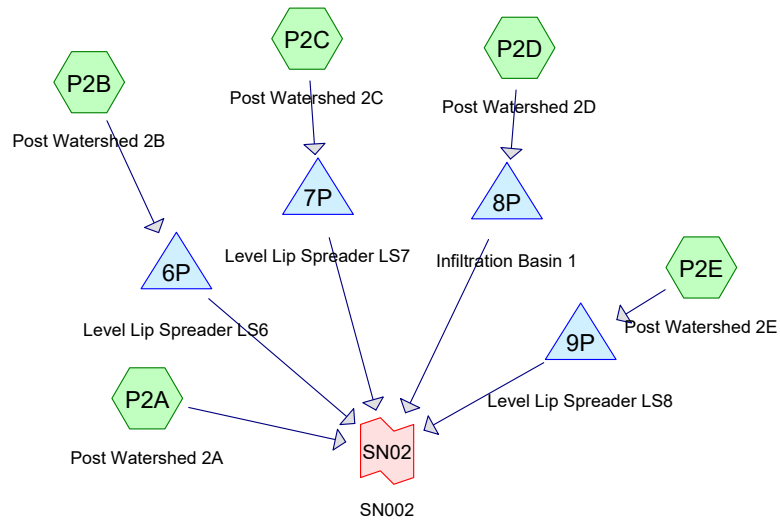 P2C
P2D
P2B
Post Watershed 2C
Post Watershed 2D
Post Watershed 2B
7P
8P
Level Lip Spreader LS7
Infiltration Basin 1
6P
P2E
Level Lip Spreader LS6
Post Watershed 2E
9P
P2A
Level Lip Spreader LS8
Post Watershed 2A
SN02
SN002